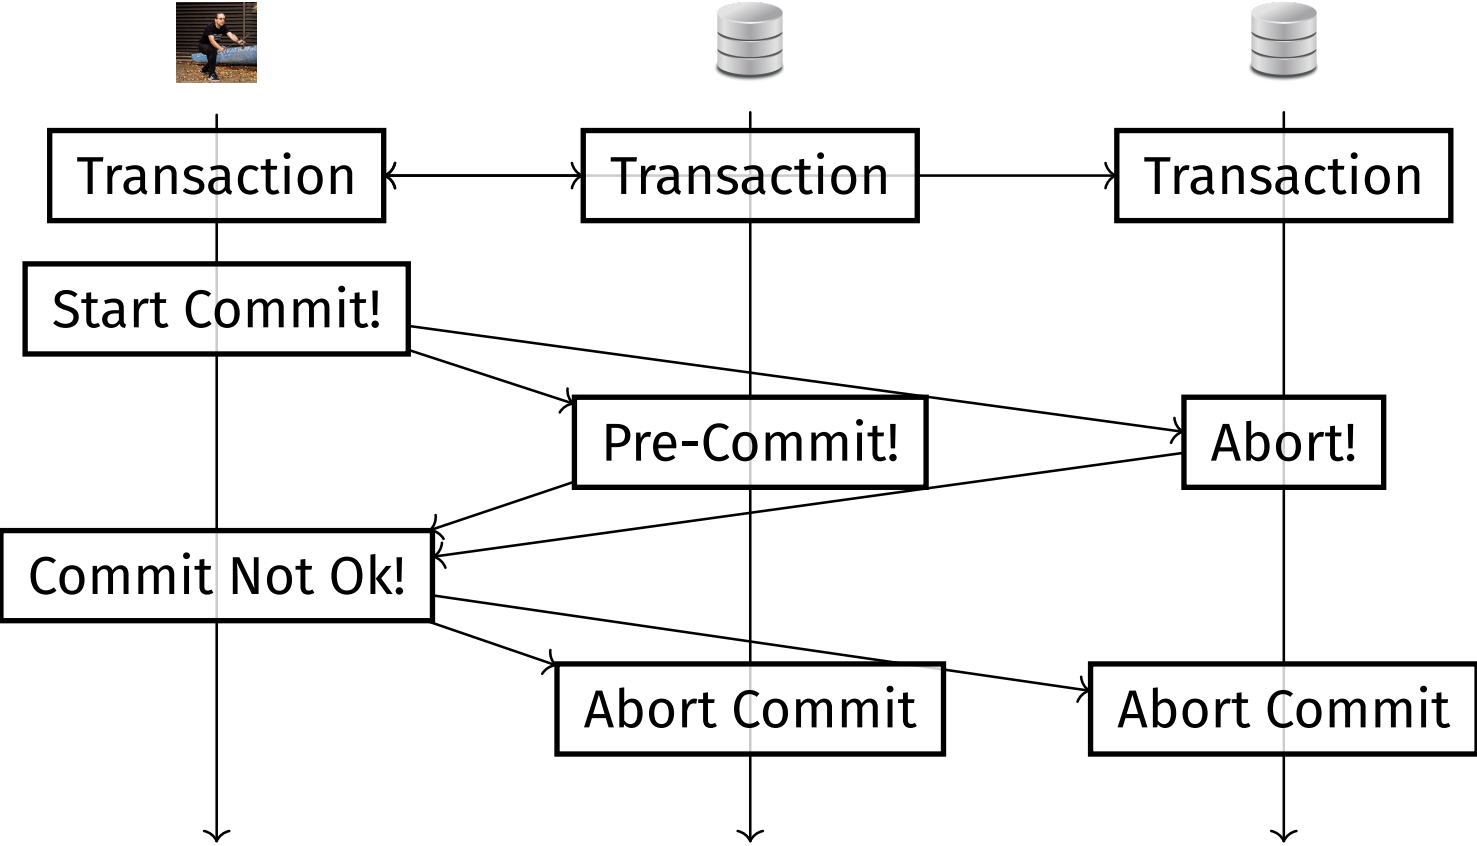 Transaction
Transaction
Transaction
Start Commit!
Pre-Commit!
Abort!
Commit Not Ok!
Abort Commit
Abort Commit